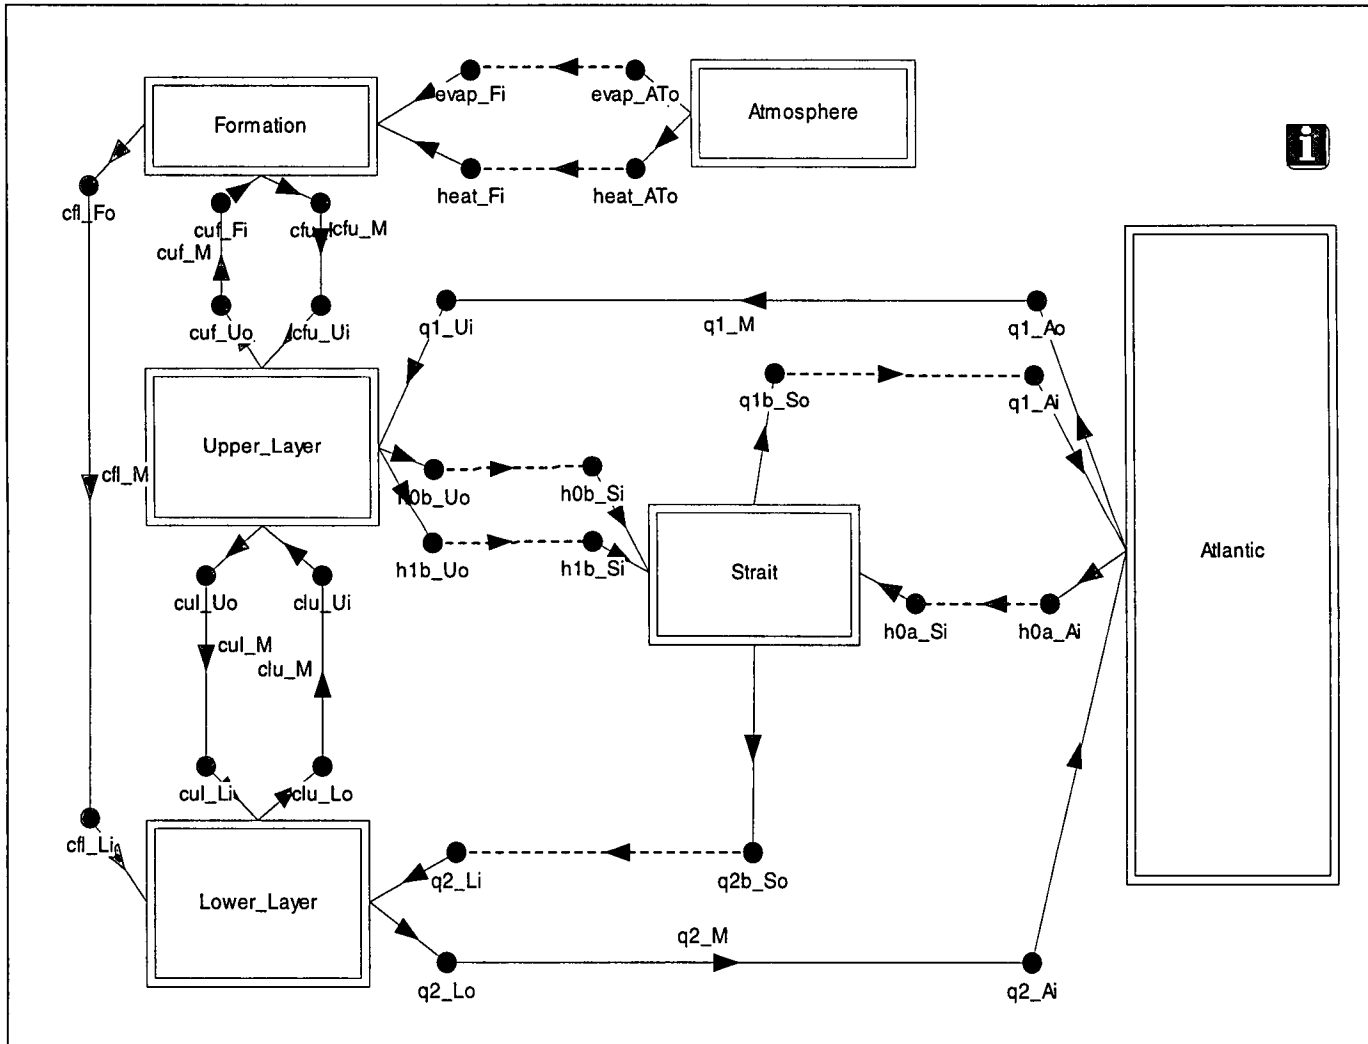 evap_Fi
evap_ATo
Formation
Atmosphere
heat_Fi
heat_ATo
cfl_Fo
cuf_Fi
cfu_M
cuf_M
cuf_Uo
cfu_Ui
q1_Ui
q1_M
q1_Ao
q1b_So
q1_Ai
Upper_Layer
cfl_M
h0b_Uo
h0b_Si
h1b_Uo
h1b_Si
Strait
Atlantic
cul_Uo
clu_Ui
h0a_Si
h0a_Ai
cul_M
clu_M
cul_Li
clu_Lo
cfl_Li
q2_Li
q2b_So
Lower_Layer
q2_M
q2_Lo
q2_Ai
i